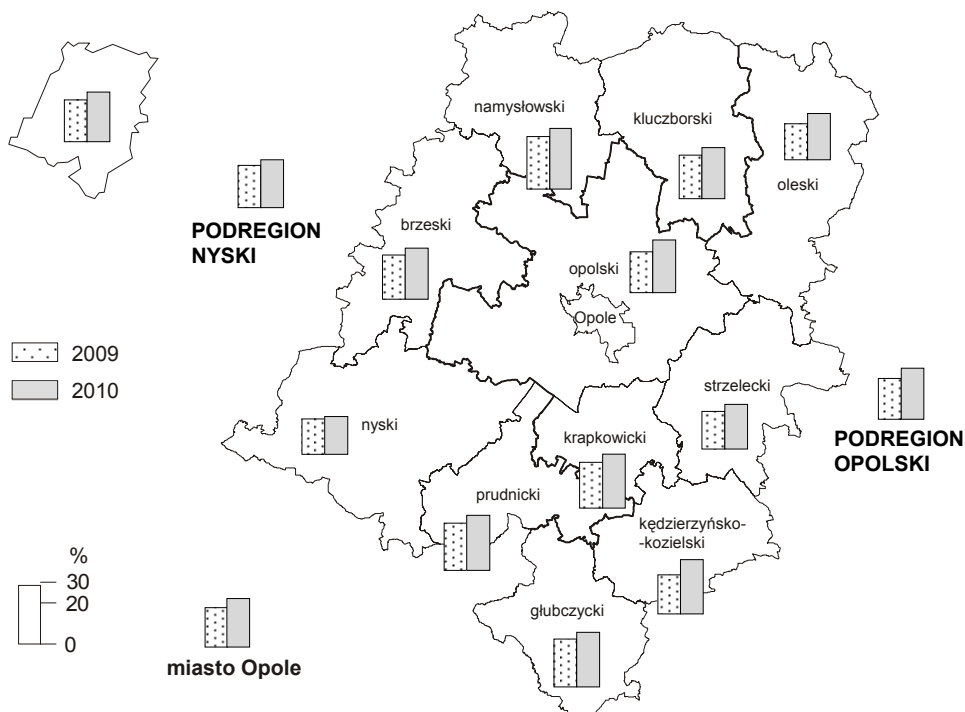 namysłowski
kluczborski
oleski
PODREGION
NYSKI
brzeski
opolski
Opole
2009
2010
strzelecki
nyski
krapkowicki
PODREGION
OPOLSKI
prudnicki
kędzierzyńsko-
-kozielski
%
30
20
0
głubczycki
miasto Opole